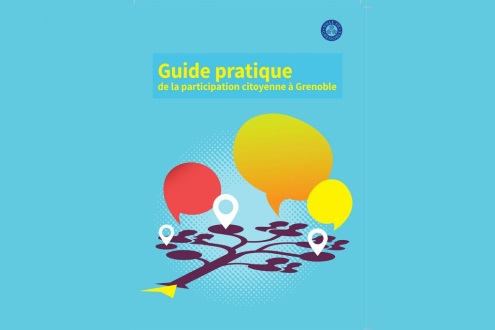 Guide pratique
de la participation citoyenne à Grenoble